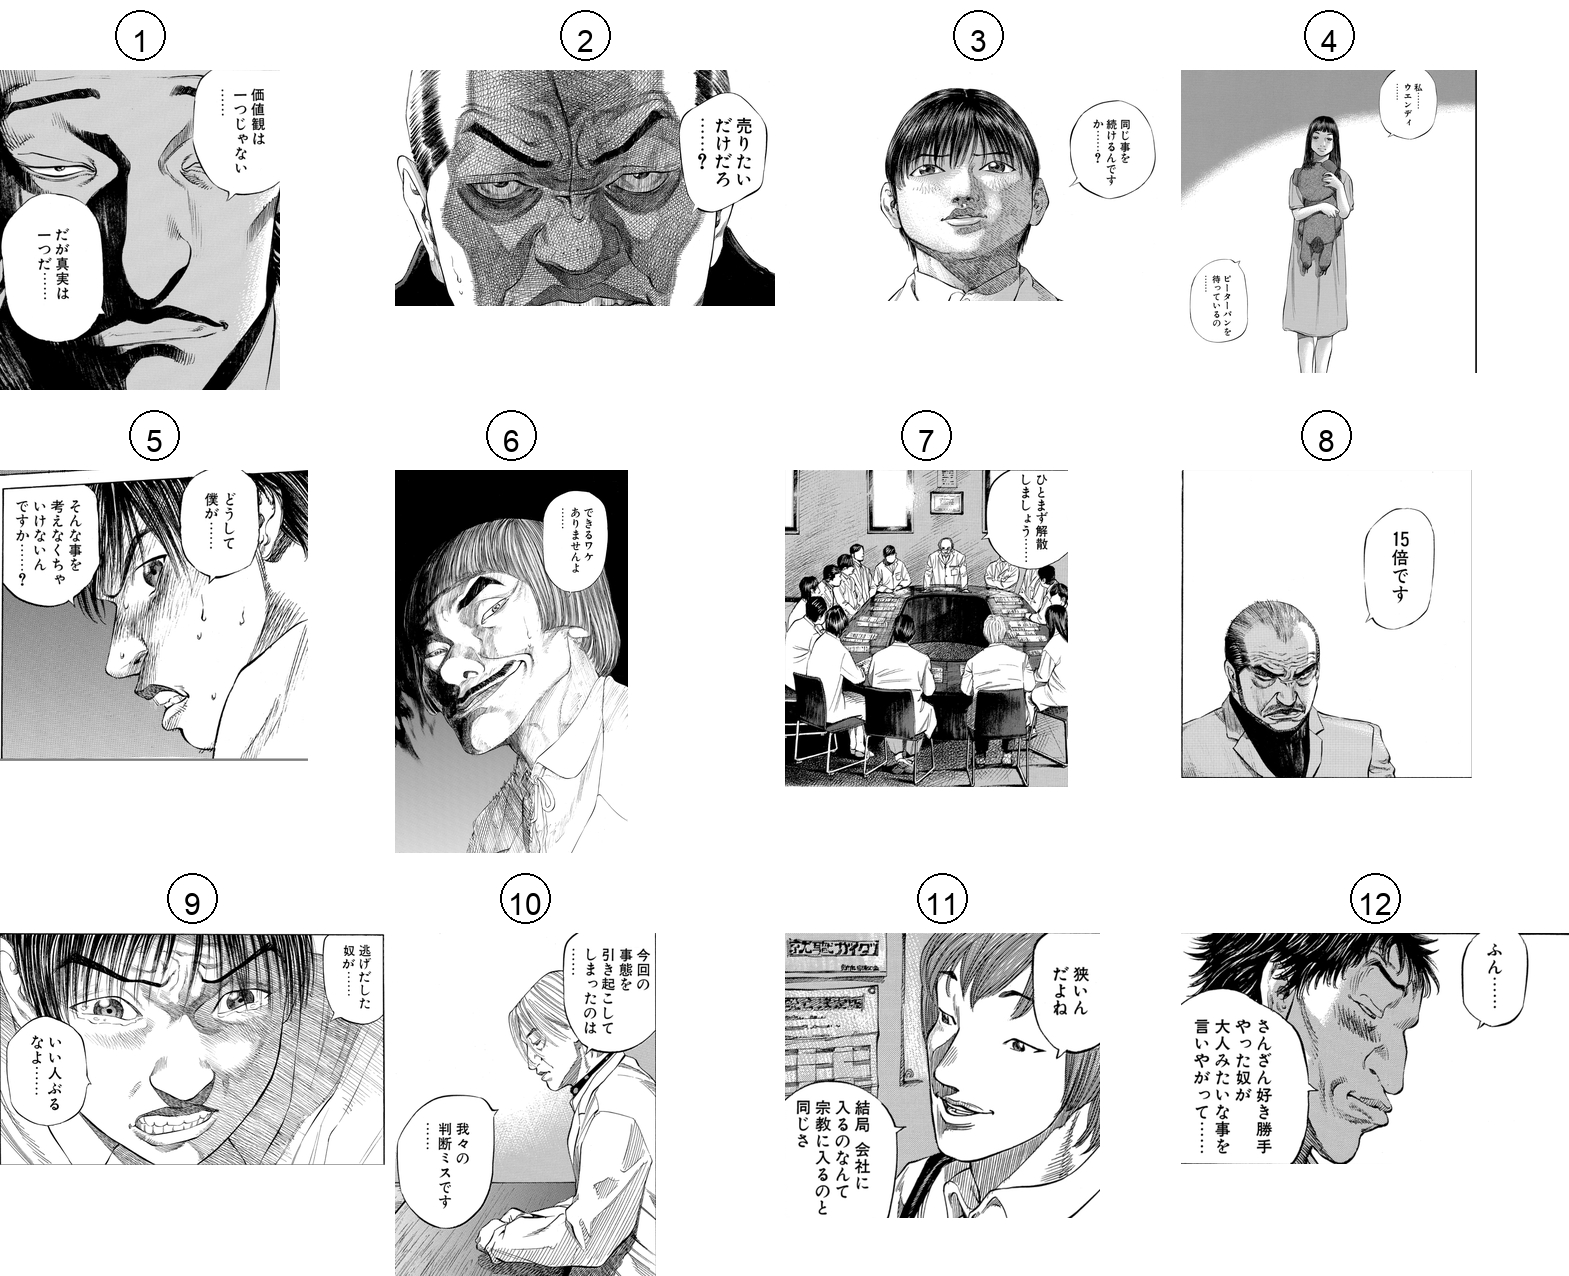 1
価値観は
一つじゃない
……
だが真実は
一つだ……
2
売りたい
だけだろ
……？
3
同じ事を
続けるんです
か……？
4
私……
ウエンディ
……
ピーターパンを
待っているの
……
5
どうして
僕が……
そんな事を
考えなくちゃ
いけないん
ですか……？
6
できるワケ
ありませんよ
……
7
ひとまず解散
しましょう……
8
15倍です
9
逃げだした
奴が……
いい人ぶる
なよ……
10
今回の
事態を
引き起こして
しまったのは
……
我々の
判断ミスです
……
11
狭いん
だよね
結局 会社に
入るのなんて
宗教に入るのと
同じさ
12
ふん……
さんざん好き勝手
やった奴が
大人みたいな事を
言いやがって……